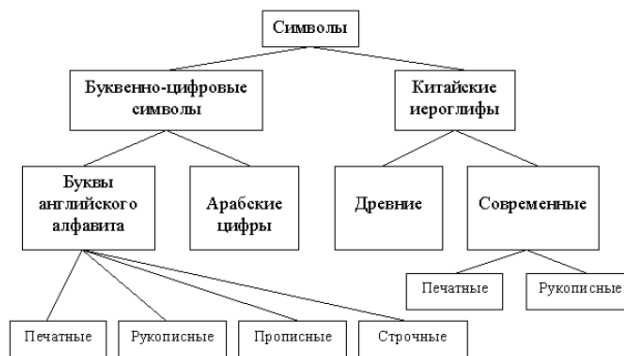 Символы
Буквенно-цифровые
символы
Китайские
иероглифы
Буквы
английского
алфавита
Арабские
цифры
Древние
Современные
Печатные
Рукописные
Печатные
Рукописные
Прописные
Строчные